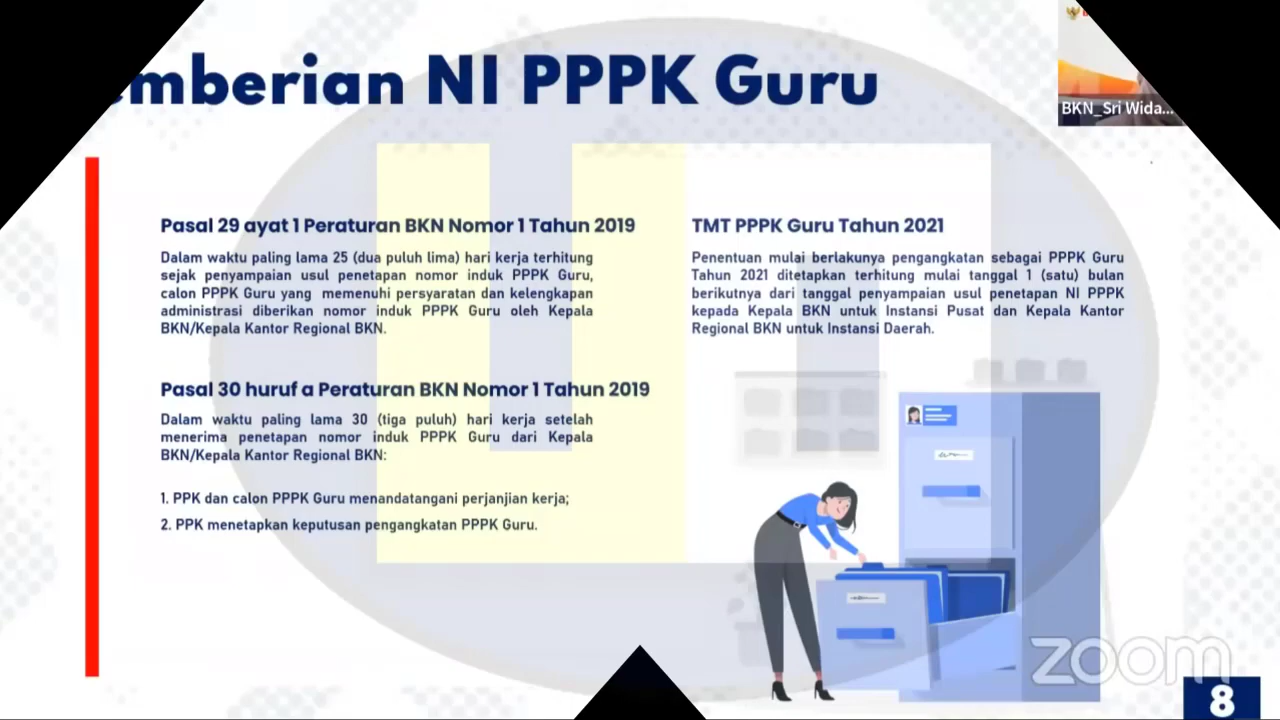 emberian NI PPPK Guru
BKN_Sri Wida...
Pasal 29 ayat 1 Peraturan BKN Nomor 1 Tahun 2019
Dalam waktu paling lama 25 (dua puluh lima) hari kerja terhitung
sejak penyampaian usul penetapan nomor induk PPPK Guru,
calon PPPK Guru yang memenuhi persyaratan dan kelengkapan
administrasi diberikan nomor induk PPPK Guru oleh Kepala
BKN/Kepala Kantor Regional BKN.
Pasal 30 huruf a Peraturan BKN Nomor 1 Tahun 2019
Dalam waktu paling lama 30 (tiga puluh) hari kerja setelah
menerima penetapan nomor induk PPPK Guru dari Kepala
BKN/Kepala Kantor Regional BKN:
1. PPK dan calon PPPK Guru menandatangani perjanjian kerja;
2. PPK menetapkan keputusan pengangkatan PPPK Guru.
TMT PPPK Guru Tahun 2021
Penentuan mulai berlakunya pengangkatan sebagai PPPK Guru
Tahun 2021 ditetapkan terhitung mulai tanggal 1 (satu) bulan
berikutnya dari tanggal penyampaian usul penetapan NI PPPK
kepada Kepala BKN untuk Instansi Pusat dan Kepala Kantor
Regional BKN untuk Instansi Daerah.
zoom
8